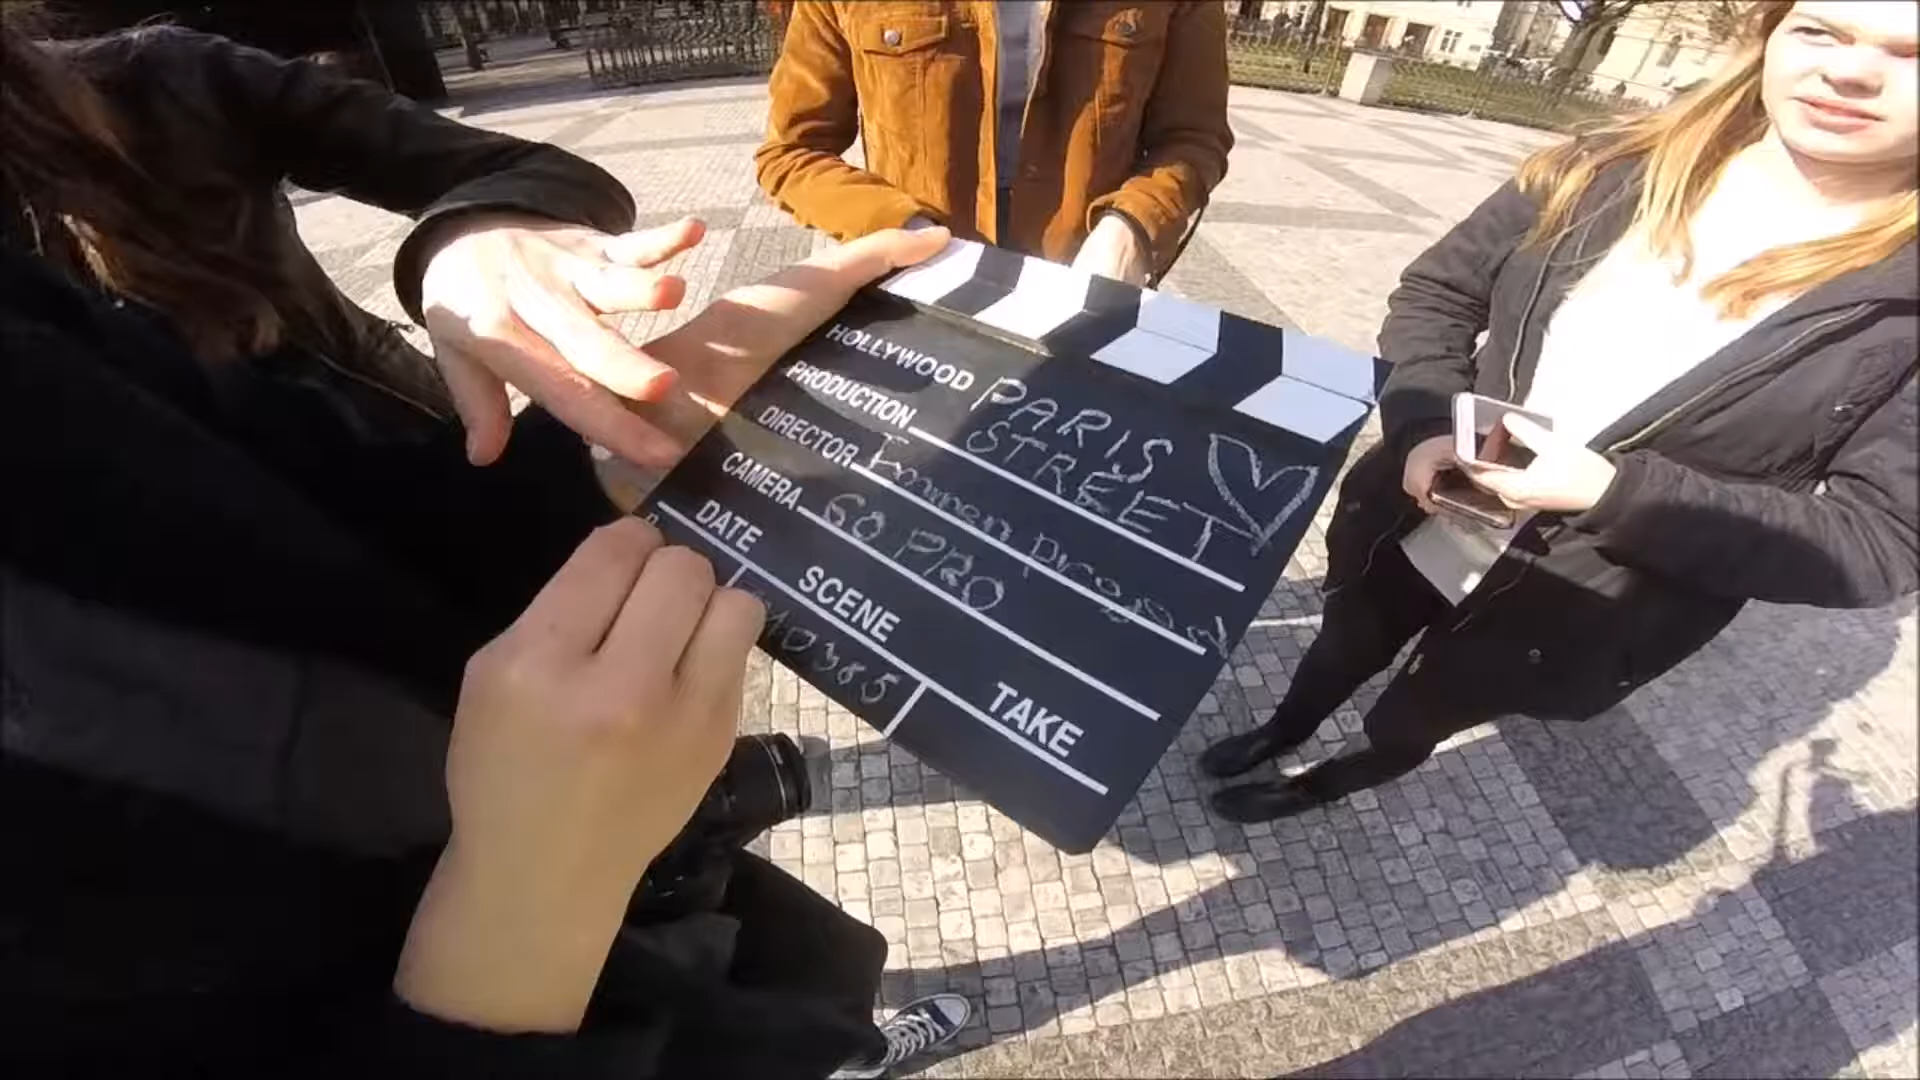 HOLLYWOOD
PRODUCTION PARIS STREET
DIRECTOR
CAMERA GO PRO
DATE SCENE TAKE